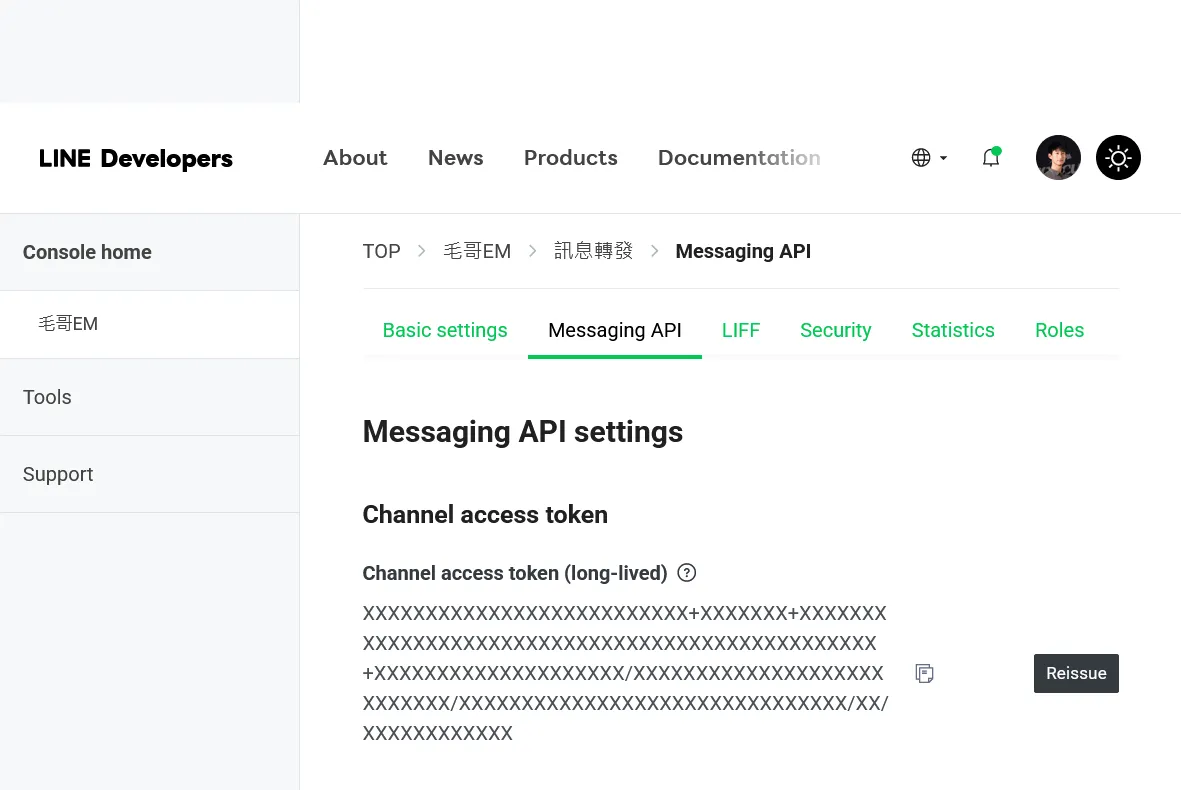 LINE Developers
About
News
Products
Documentation
Console home
毛哥EM
Tools
Support
TOP > 毛哥EM > 訊息轉發 > Messaging API
Basic settings
Messaging API
LIFF
Security
Statistics
Roles
Messaging API settings
Channel access token
Channel access token (long-lived) ?
XXXXXXXXXXXXXXXXXXXXXXXXXX+XXXXXXX+XXXXXXX
XXXXXXXXXXXXXXXXXXXXXXXXXXXXXXXXXXXXXXXXX
+XXXXXXXXXXXXXXXXXXXX/XXXXXXXXXXXXXXXXXXXX
XXXXXXX/XXXXXXXXXXXXXXXXXXXXXXXXXXXXXXX/XX/
XXXXXXXXXXXX
Reissue